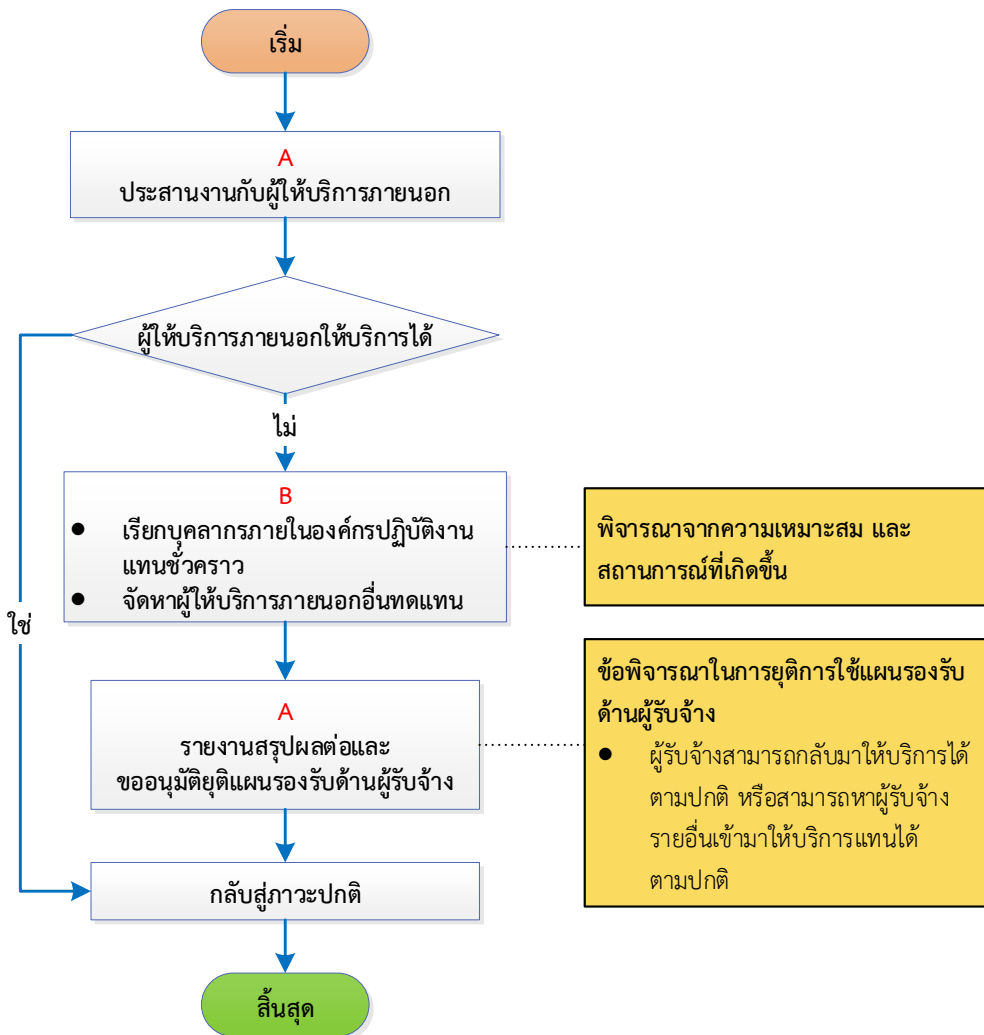 เริ่ม
A
ประสานงานกับผู้ให้บริการภายนอก
ผู้ให้บริการภายนอกให้บริการได้
ไม่
ใช่
B
● เรียกบุคลากรภายในองค์กรปฏิบัติงาน
แทนชั่วคราว
● จัดหาผู้ให้บริการภายนอกอื่นทดแทน
พิจารณาจากความเหมาะสม และ
สถานการณ์ที่เกิดขึ้น
A
รายงานสรุปผลต่อและ
ขออนุมัติยุติแผนรองรับด้านผู้รับจ้าง
ข้อพิจารณาในการยุติการใช้แผนรองรับ
ด้านผู้รับจ้าง
● ผู้รับจ้างสามารถกลับมาให้บริการได้
ตามปกติ หรือสามารถหาผู้รับจ้าง
รายอื่นเข้ามาให้บริการแทนได้
ตามปกติ
กลับสู่ภาวะปกติ
สิ้นสุด